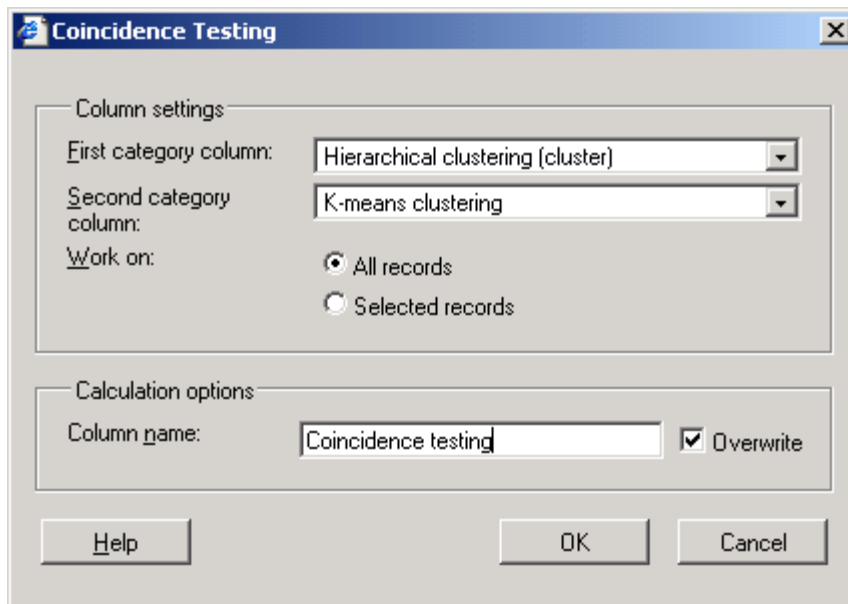 Coincidence Testing
Column settings
First category column: Hierarchical clustering (cluster)
Second category column: K-means clustering
Work on: All records
Selected records
Calculation options
Column name: Coincidence testing Overwrite
Help OK Cancel